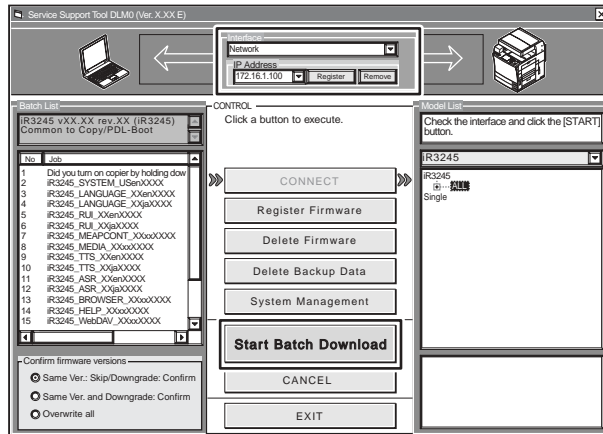 Service Support Tool DLM0 (Ver. X.XX E)
Interface
Network
IP Address
172.16.1.100
Register
Remove
Batch List
iR3245 vXX.XX rev.XX (iR3245)
Common to Copy/PDL-Boot
No Job
1 Did you turn on copier by holding dow
2 iR3245_SYSTEM_USenXXXX
3 iR3245_LANGUAGE_XXenXXXX
4 iR3245_LANGUAGE_XXjaXXXX
5 iR3245_RUI_XXenXXXX
6 iR3245_RUI_XXjaXXXX
7 iR3245_MEAPCONT_XXxxXXXX
8 iR3245_MEDIA_XXxxXXXX
9 iR3245_TTS_XXenXXXX
10 iR3245_TTS_XXjaXXXX
11 iR3245_ASR_XXenXXXX
12 iR3245_ASR_XXjaXXXX
13 iR3245_BROWSER_XXxxXXXX
14 iR3245_HELP_XXxxXXXX
15 iR3245_WebDAV_XXxxXXXX
Confirm firmware versions
Same Ver.: Skip/Downgrade: Confirm
Same Ver. and Downgrade: Confirm
Overwrite all
CONTROL
Click a button to execute.
CONNECT
Register Firmware
Delete Firmware
Delete Backup Data
System Management
Start Batch Download
CANCEL
EXIT
Model List
Check the interface and click the [START]
button.
iR3245
iR3245
ALL
Single